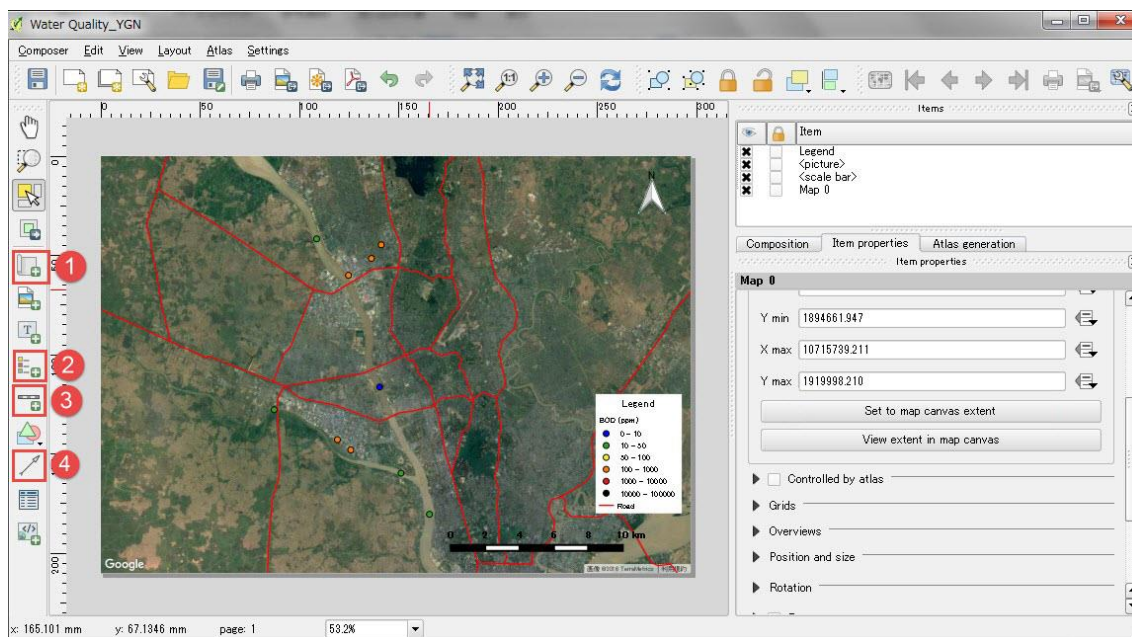 Water Quality_YGN
Composer Edit View Layout Atlas Settings
1:1
0 50 100 150 200 250 300
Items
Item
Legend
<picture>
<scale bar>
Map 0
Composition Item properties Atlas generation
Item properties
Map 0
Y min 1894661.947
X max 10715739.211
Y max 1919998.210
Set to map canvas extent
View extent in map canvas
Controlled by atlas
Grids
Overviews
Position and size
Rotation
0
200
T
1
2
3
4
N
Legend
BOD (ppm)
0 - 10
10 - 50
50 - 100
100 - 1000
1000 - 10000
10000 - 100000
Road
0 2 4 6 8 10 km
Google
x: 165.101 mm y: 67.1346 mm page: 1 53.2%